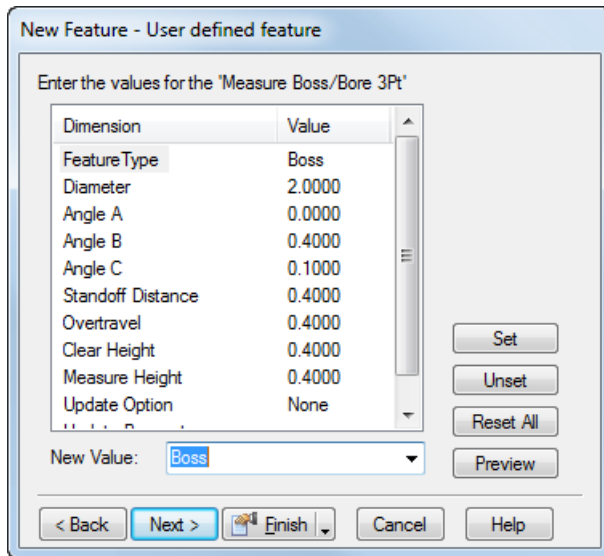 New Feature - User defined feature
Enter the values for the "Measure Boss/Bore 3Pt"
Dimension Value
FeatureType Boss
Diameter 2.0000
Angle A 0.0000
Angle B 0.4000
Angle C 0.1000
Standoff Distance 0.4000
Overtravel 0.4000
Clear Height 0.4000
Measure Height 0.4000
Update Option None
Set
Unset
Reset All
Preview
New Value: Boss
< Back Next > Finish Cancel Help